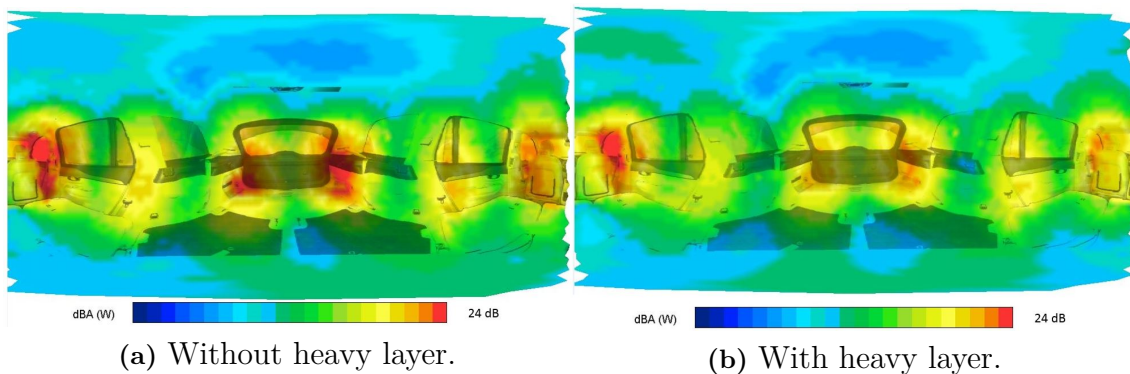 dBA (W) 24 dB dBA (W) 24 dB
(a) Without heavy layer. (b) With heavy layer.